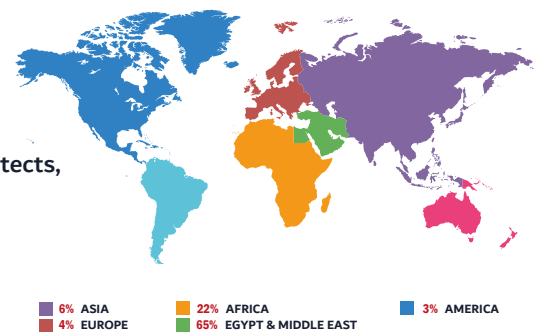 tects,
6% ASIA
22% AFRICA
3% AMERICA
4% EUROPE
65% EGYPT & MIDDLE EAST